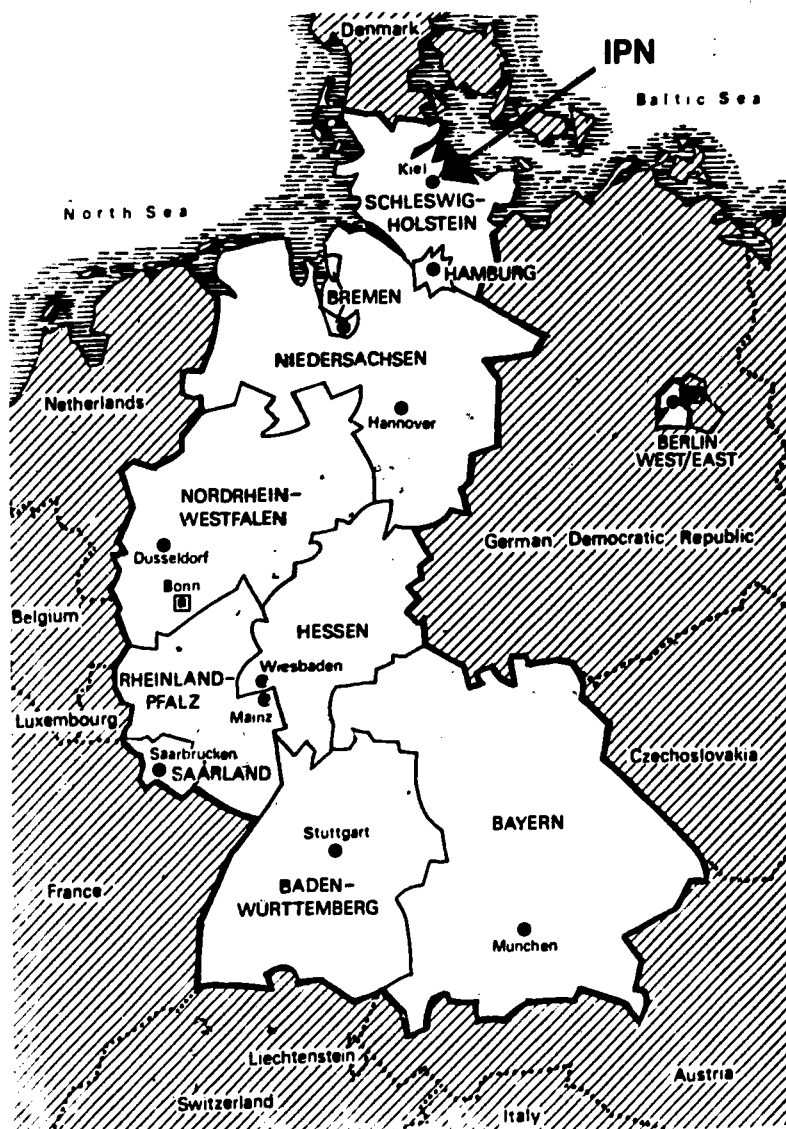 Denmark
IPN
Baltic Sea
Kiel
SCHLESWIG-
HOLSTEIN
North Sea
HAMBURG
BREMEN
NIEDERSACHSEN
Netherlands
Hannover
BERLIN
WEST/EAST
NORDRHEIN-
WESTFALEN
German Democratic Republic
Dusseldorf
Bonn
Belgium
HESSEN
Wiesbaden
RHEINLAND-
PFALZ
Mainz
Luxembourg
Saarbrucken
SAARLAND
Czechoslovakia
BAYERN
Stuttgart
France
BADEN-
WÜRTTEMBERG
Munchen
Liechtenstein
Austria
Switzerland
Italy